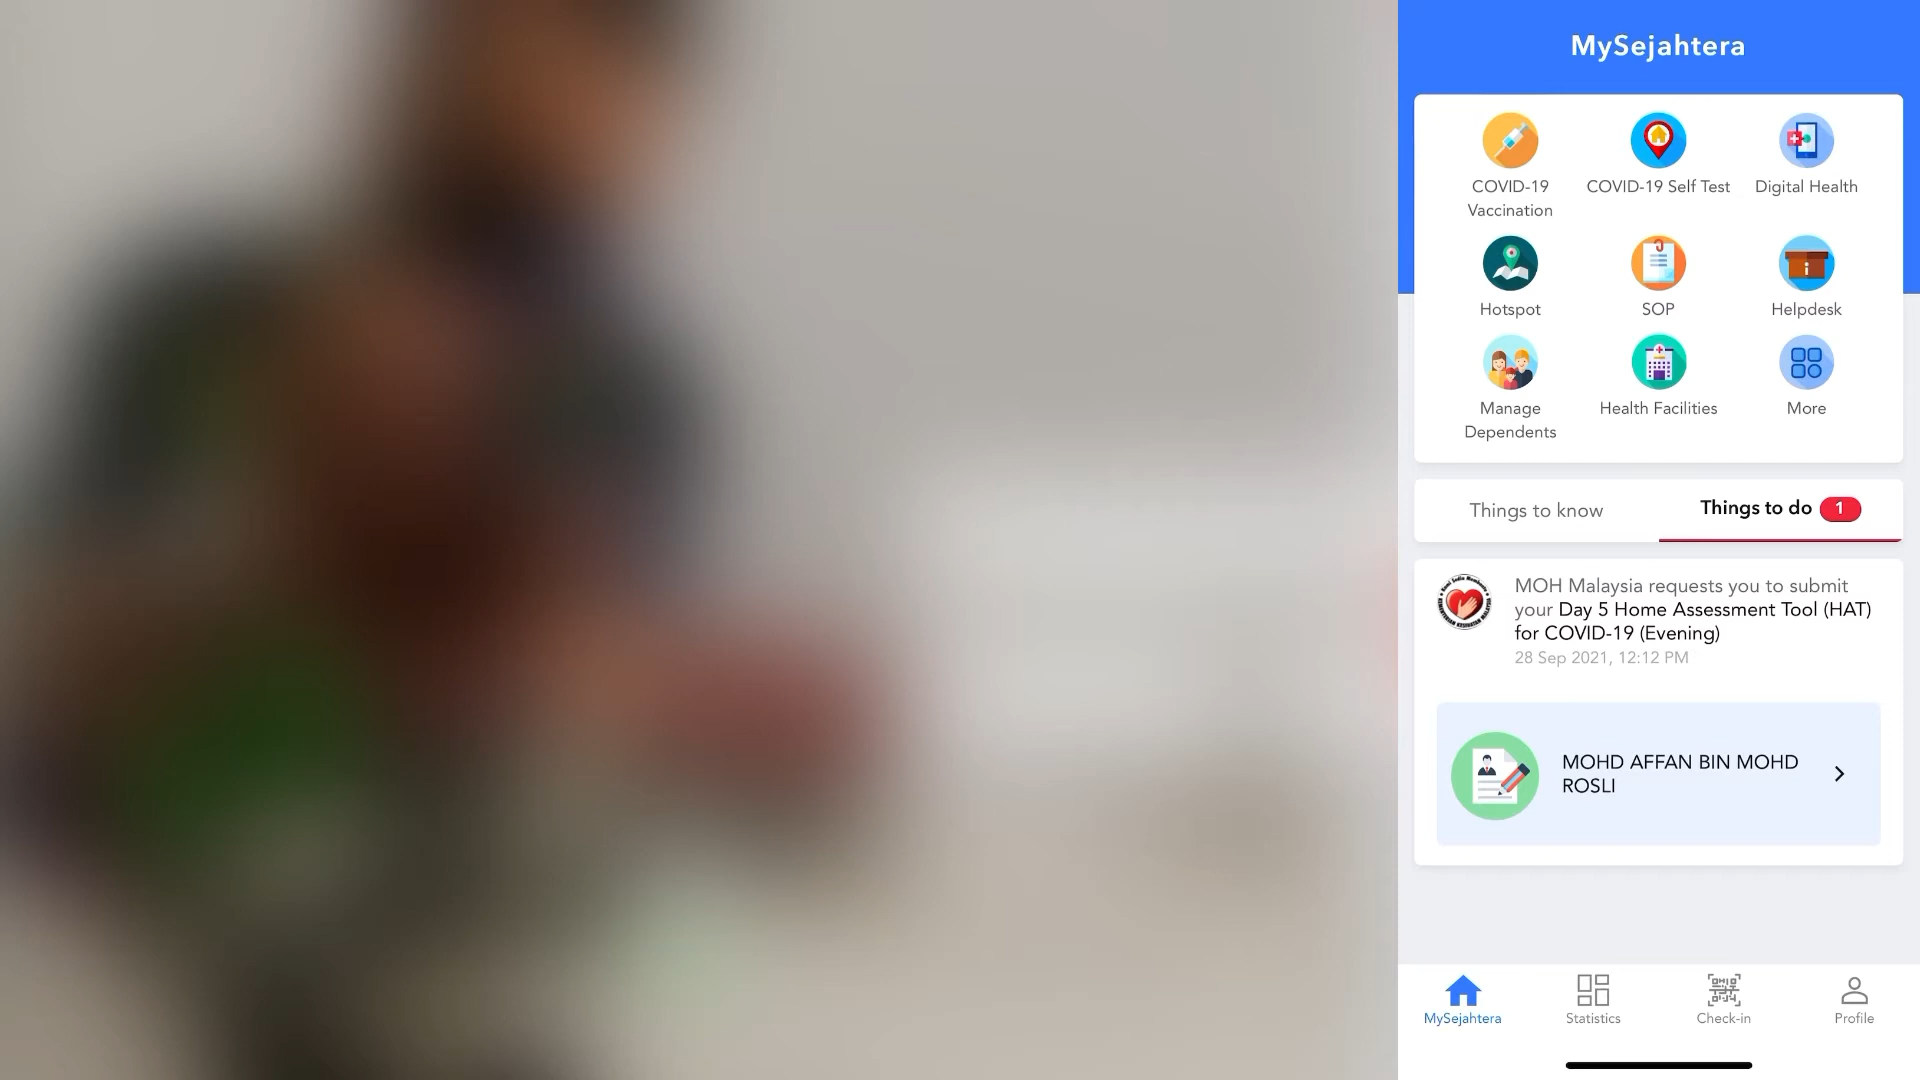 MySejahtera
COVID-19
Vaccination
COVID-19 Self Test
Digital Health
Hotspot
SOP
Helpdesk
Manage
Dependents
Health Facilities
More
Things to know
Things to do 1
MOH Malaysia requests you to submit
your Day 5 Home Assessment Tool (HAT)
for COVID-19 (Evening)
28 Sep 2021, 12:12 PM
MOHD AFFAN BIN MOHD
ROSLI
MySejahtera
Statistics
Check-in
Profile